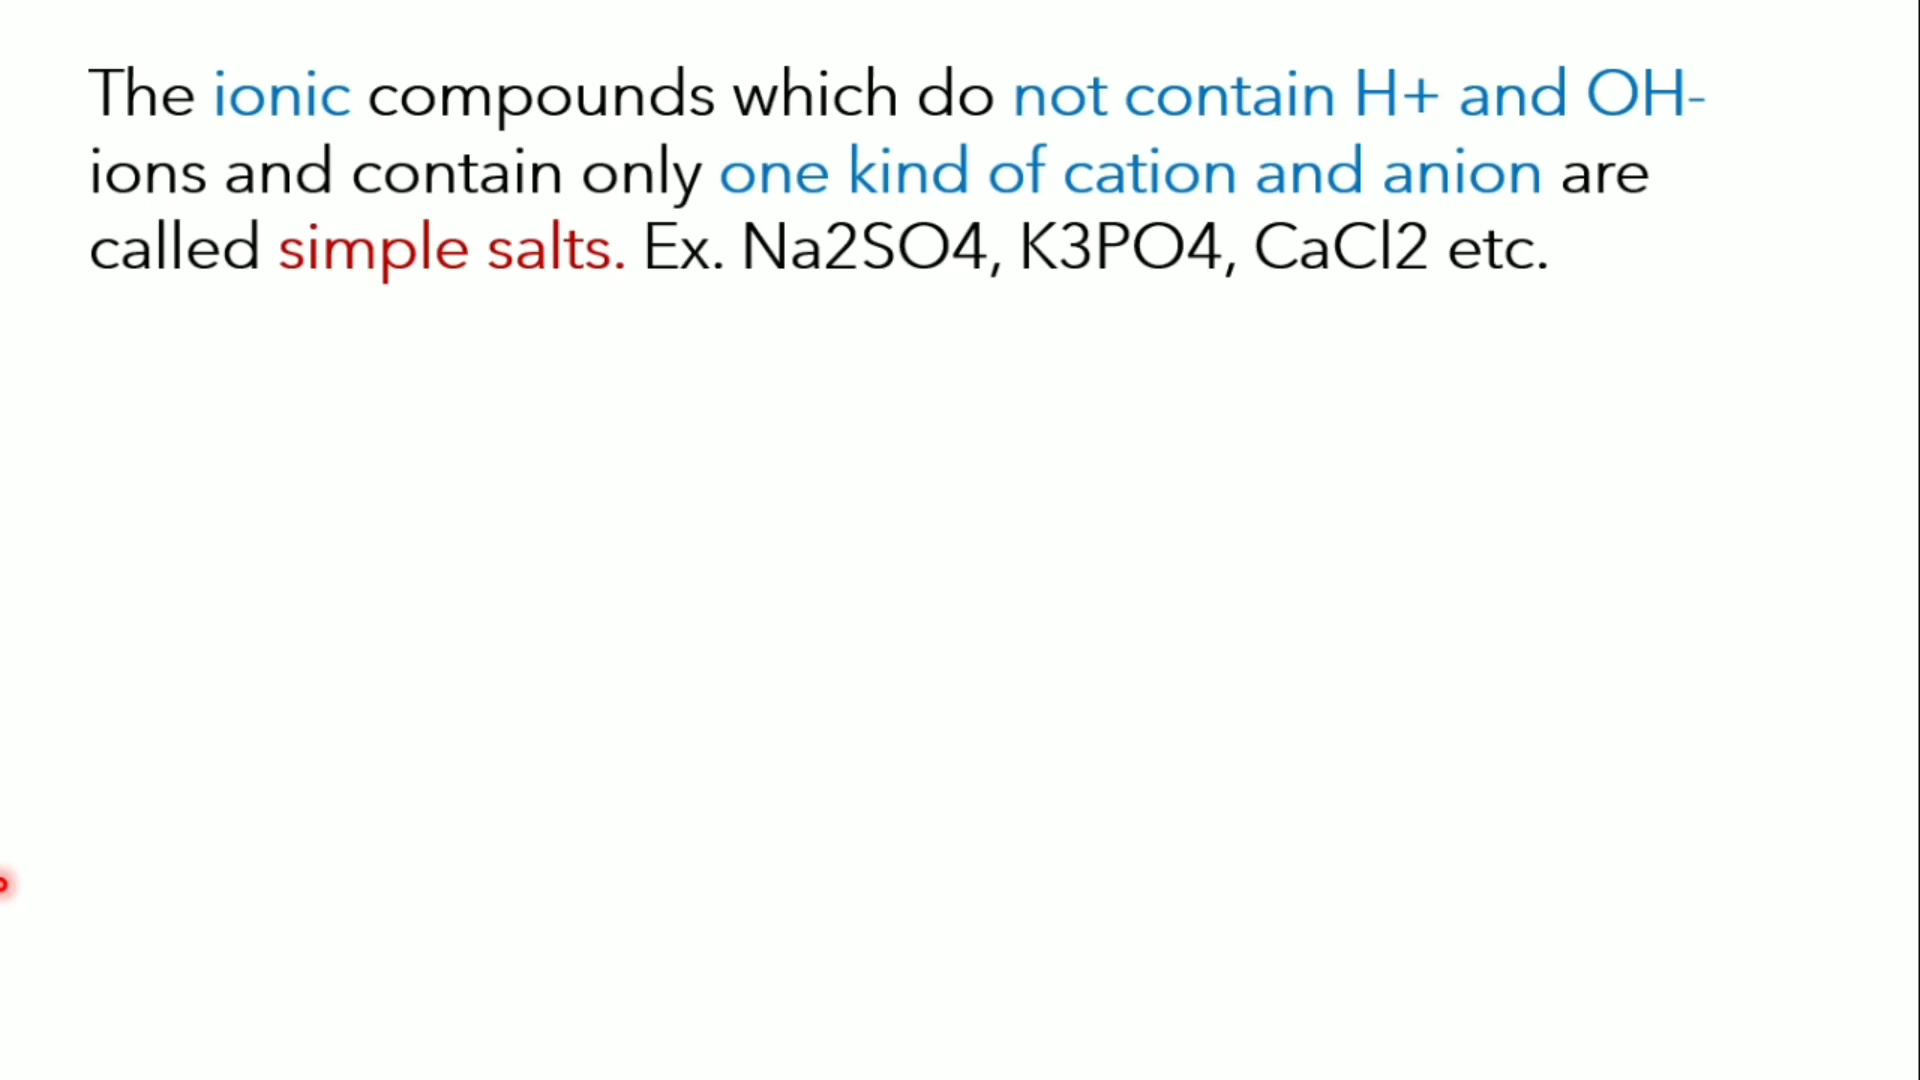 The ionic compounds which do not contain H+ and OH-
ions and contain only one kind of cation and anion are
called simple salts. Ex. Na2SO4, K3PO4, CaCl2 etc.